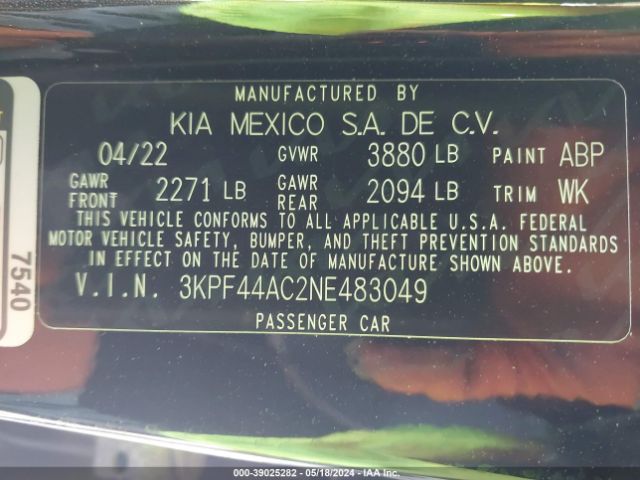 MANUFACTURED BY
KIA MEXICO S.A. DE C.V.
04/22 GVWR 3880 LB PAINT ABP
GAWR FRONT 2271 LB GAWR REAR 2094 LB TRIM WK
THIS VEHICLE CONFORMS TO ALL APPLICABLE U.S.A. FEDERAL
MOTOR VEHICLE SAFETY, BUMPER, AND THEFT PREVENTION STANDARDS
IN EFFECT ON THE DATE OF MANUFACTURE SHOWN ABOVE.
V.I.N. 3KPF44AC2NE483049
PASSENGER CAR
7540
000-39025282 - 05/18/2024 - IAA Inc.